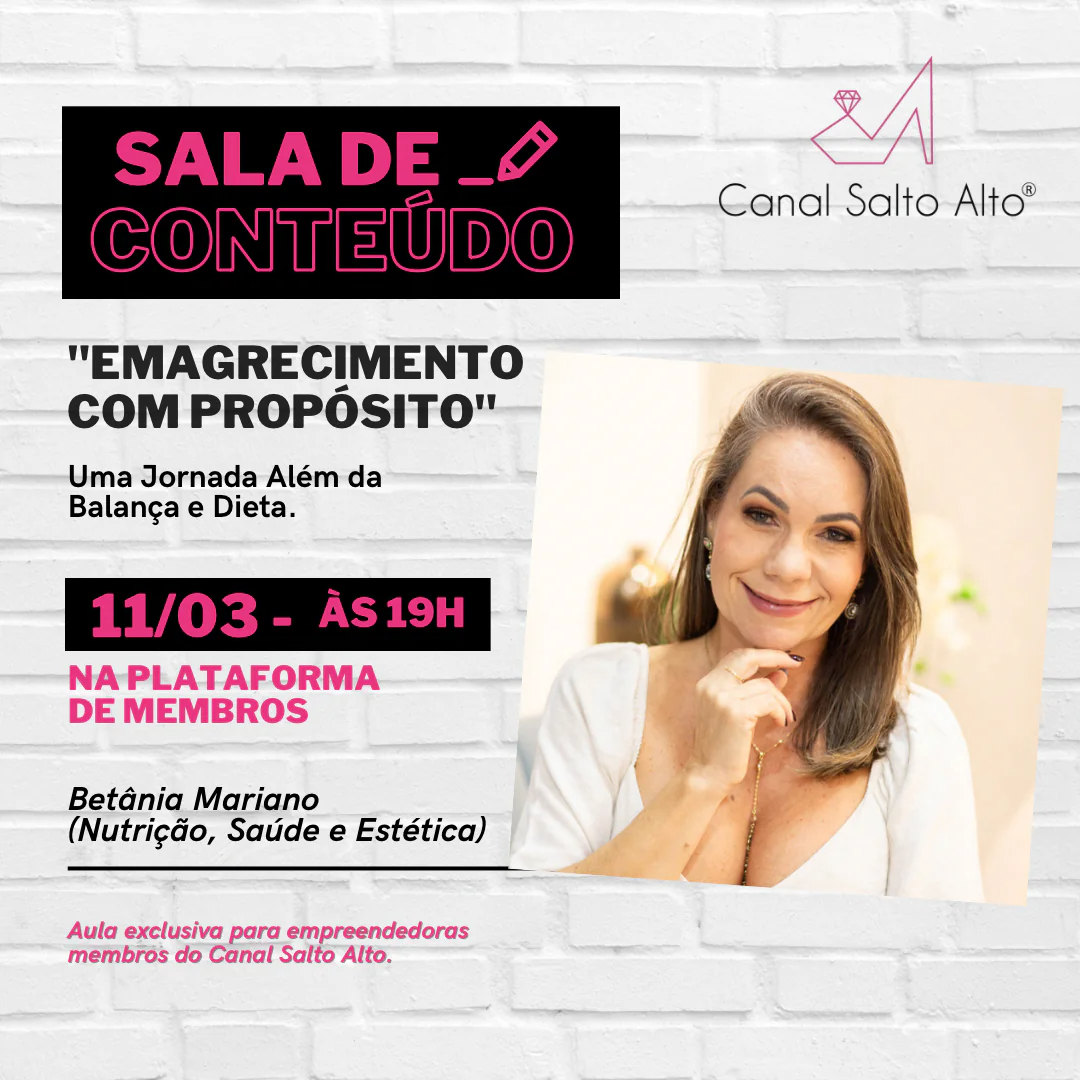 SALA DE _
CONTEÚDO
Canal Salto Alto®
"EMAGRECIMENTO
COM PROPÓSITO"
Uma Jornada Além da
Balança e Dieta.
11/03 - ÀS 19H
NA PLATAFORMA
DE MEMBROS
Betânia Mariano
(Nutrição, Saúde e Estética)
Aula exclusiva para empreendedoras
membros do Canal Salto Alto.